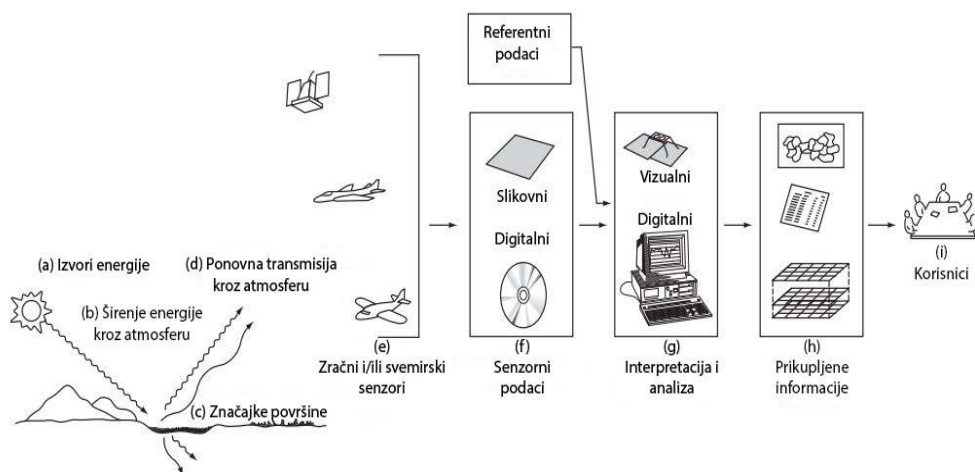 Referentni
podaci
Slikovni
Digitalni
Vizualni
Digitalni
(a) Izvori energije
(b) Širenje energije
kroz atmosferu
(d) Ponovna transmisija
kroz atmosferu
(c) Značajke površine
(e)
Zračni i/ili svemirski
senzori
(f)
Senzorni
podaci
(g)
Interpretacija i
analiza
(h)
Prikupljene
informacije
(i)
Korisnici